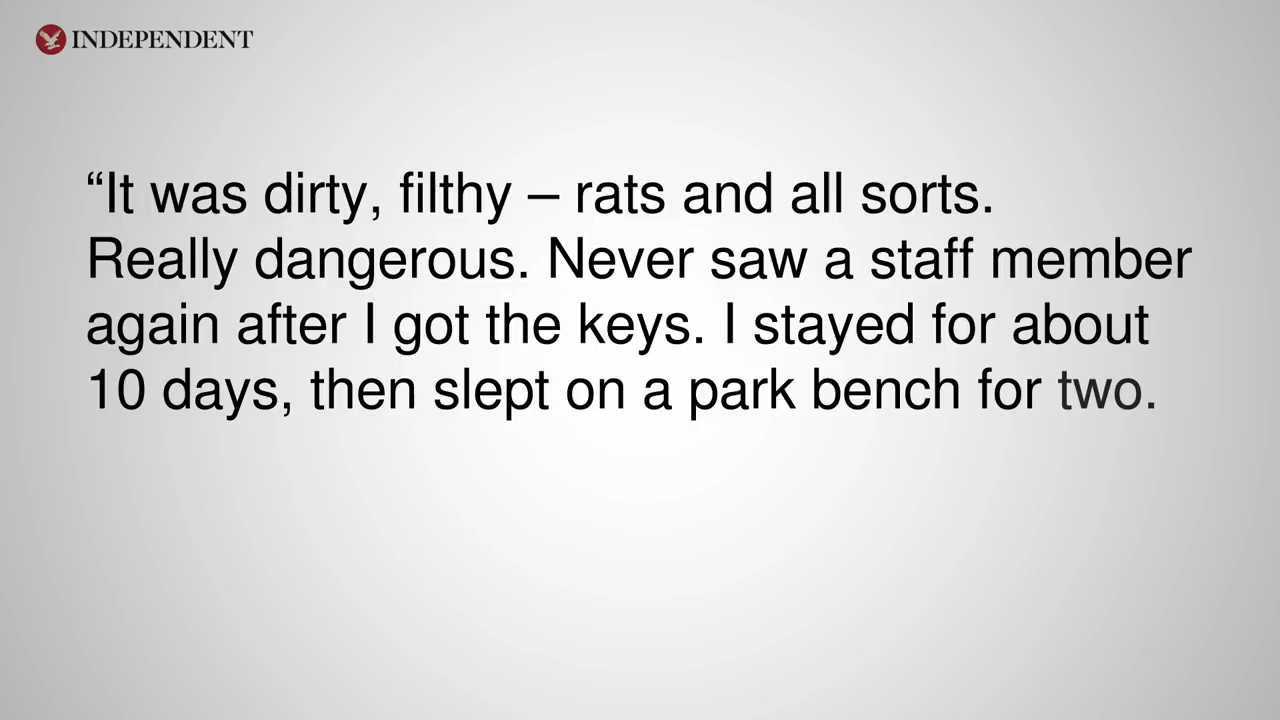 INDEPENDENT
“It was dirty, filthy – rats and all sorts.
Really dangerous. Never saw a staff member
again after I got the keys. I stayed for about
10 days, then slept on a park bench for two.